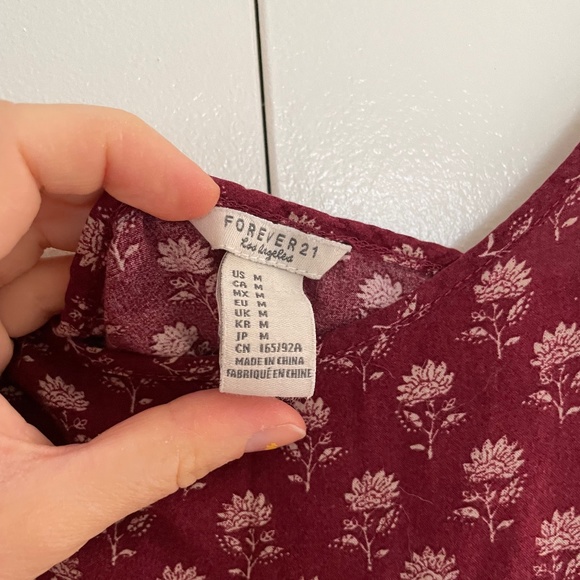 FOREVER 21
Los Angeles
US M
CA M
MX M
EU M
UK M
KR M
JP M
CN 165/92A
MADE IN CHINA
FABRIQUÉ EN CHINE